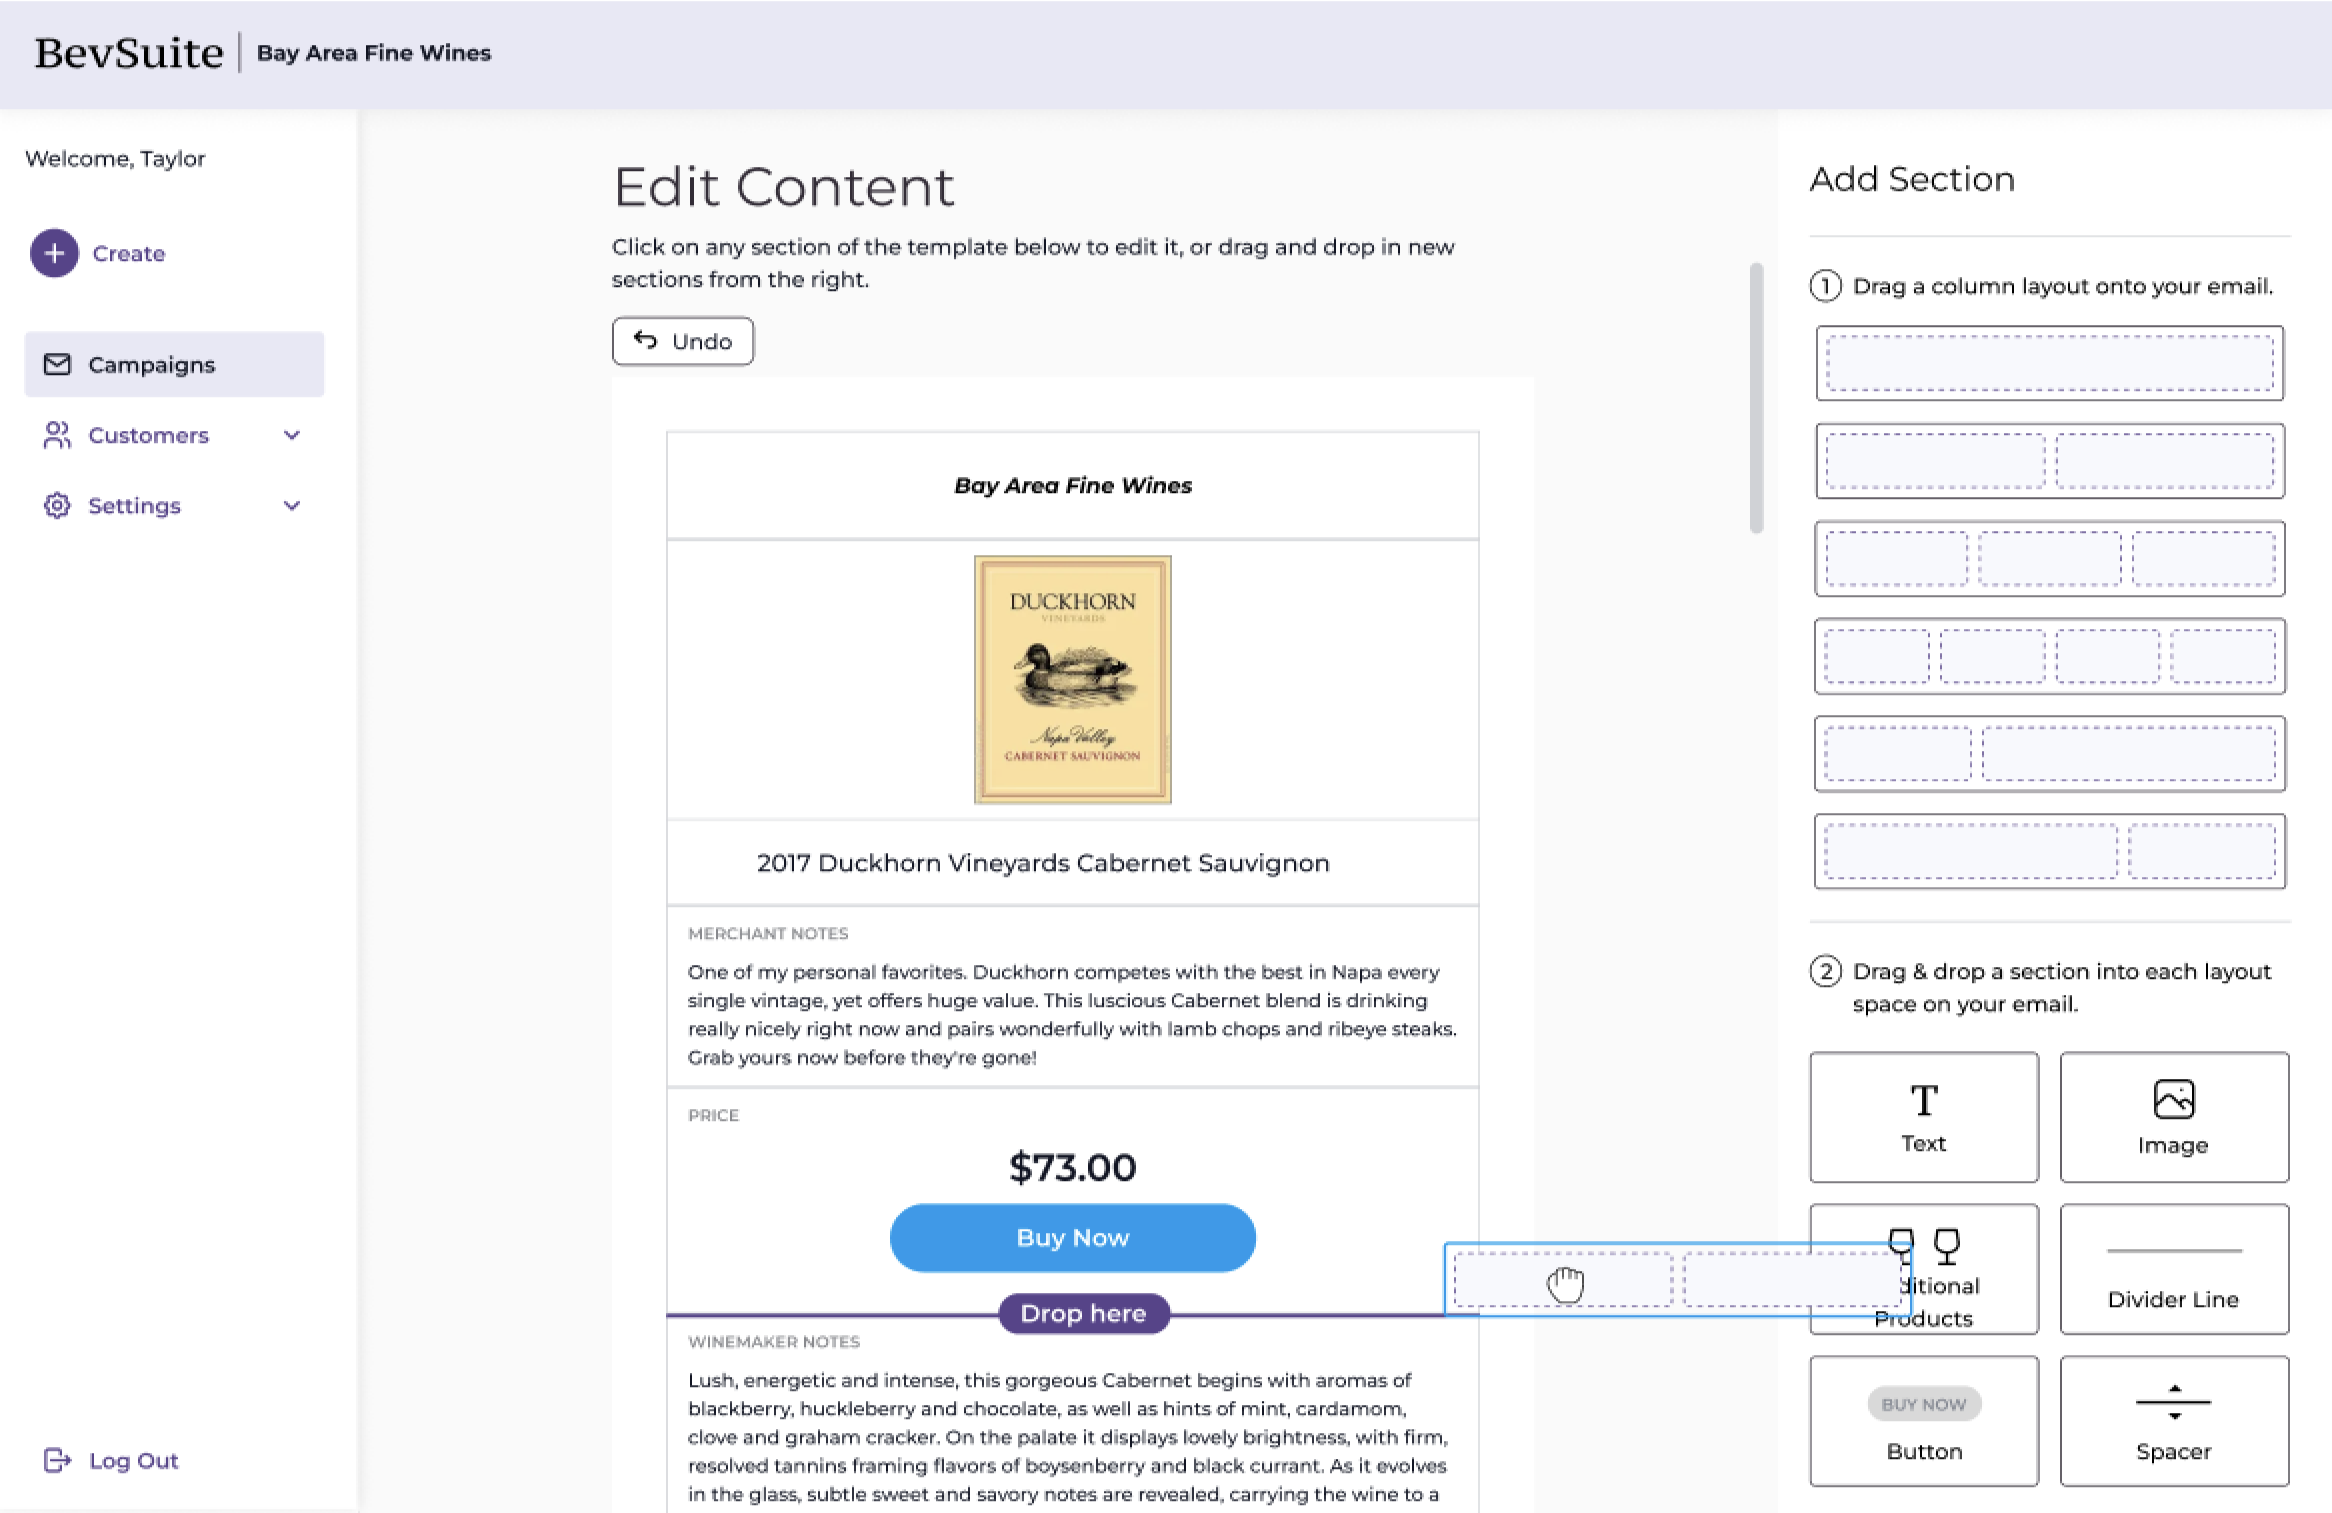 BevSuite
Bay Area Fine Wines
Welcome, Taylor
Create
Campaigns
Customers
Settings
Log Out
Edit Content
Click on any section of the template below to edit it, or drag and drop in new
sections from the right.
Undo
Bay Area Fine Wines
DUCKHORN
VINEYARDS
Napa Valley
CABERNET SAUVIGNON
2017 Duckhorn Vineyards Cabernet Sauvignon
MERCHANT NOTES
One of my personal favorites. Duckhorn competes with the best in Napa every
single vintage, yet offers huge value. This luscious Cabernet blend is drinking
really nicely right now and pairs wonderfully with lamb chops and ribeye steaks.
Grab yours now before they're gone!
PRICE
$73.00
Buy Now
Drop here
WINEMAKER NOTES
Lush, energetic and intense, this gorgeous Cabernet begins with aromas of
blackberry, huckleberry and chocolate, as well as hints of mint, cardamom,
clove and graham cracker. On the palate it displays lovely brightness, with firm,
resolved tannins framing flavors of boysenberry and black currant. As it evolves
in the glass, subtle sweet and savory notes are revealed, carrying the wine to a
Add Section
1 Drag a column layout onto your email.
2 Drag & drop a section into each layout
space on your email.
T
Text
Image
ditional
Products
Divider Line
BUY NOW
Button
Spacer